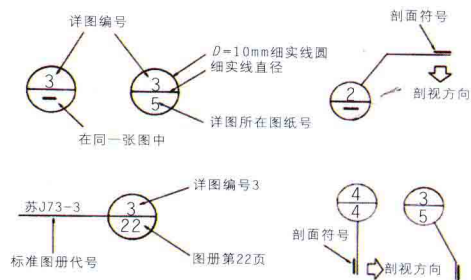 详图编号
剖面符号
D=10mm细实线圆
细实线直径
3
3
5
2
剖视方向
详图所在图纸号
在同一张图中
苏J73-3
3
22
详图编号3
4
4
3
5
剖面符号
标准图册代号
图册第22页
剖视方向